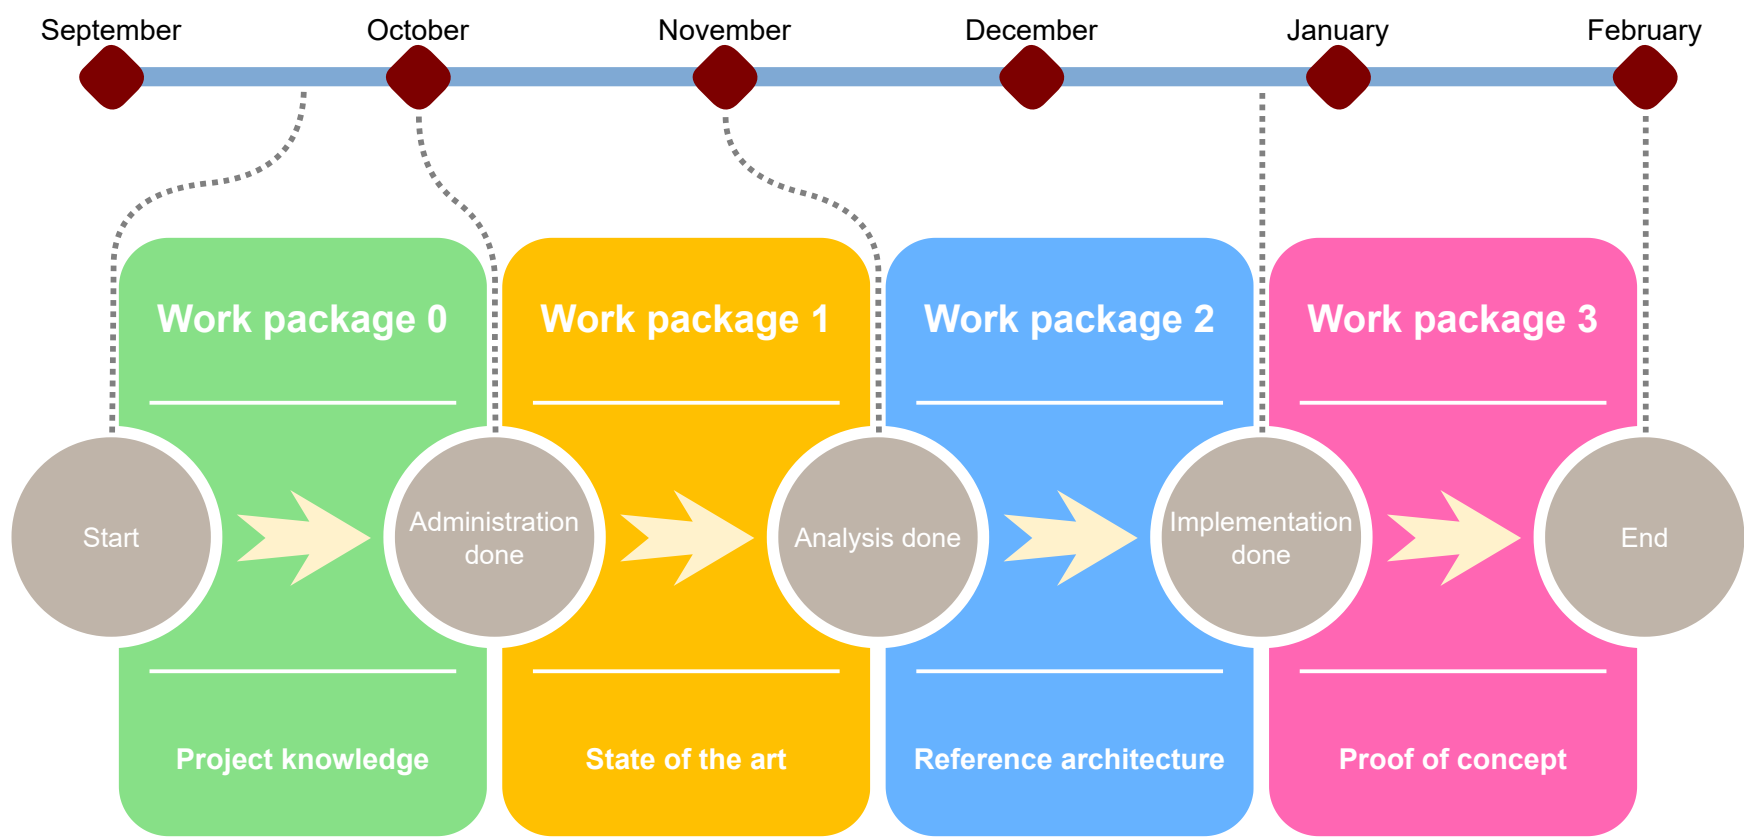 September
October
November
December
January
February
Work package 0
Work package 1
Work package 2
Work package 3
Start
Administration
done
Analysis done
Implementation
done
End
Project knowledge
State of the art
Reference architecture
Proof of concept